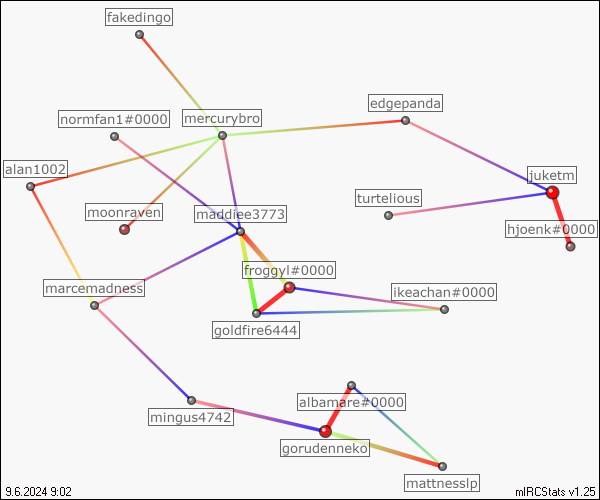 fakedingo
edgepanda
normfan1#0000
mercurybro
alan1002
juketm
turtelious
moonraven
maddiee3773
hjoenk#0000
froggyl#0000
marcemadness
ikeachan#0000
goldfire6444
albamare#0000
mingus4742
gorudenneko
mattnesslp
9.6.2024 9:02
mIRCStats v1.25